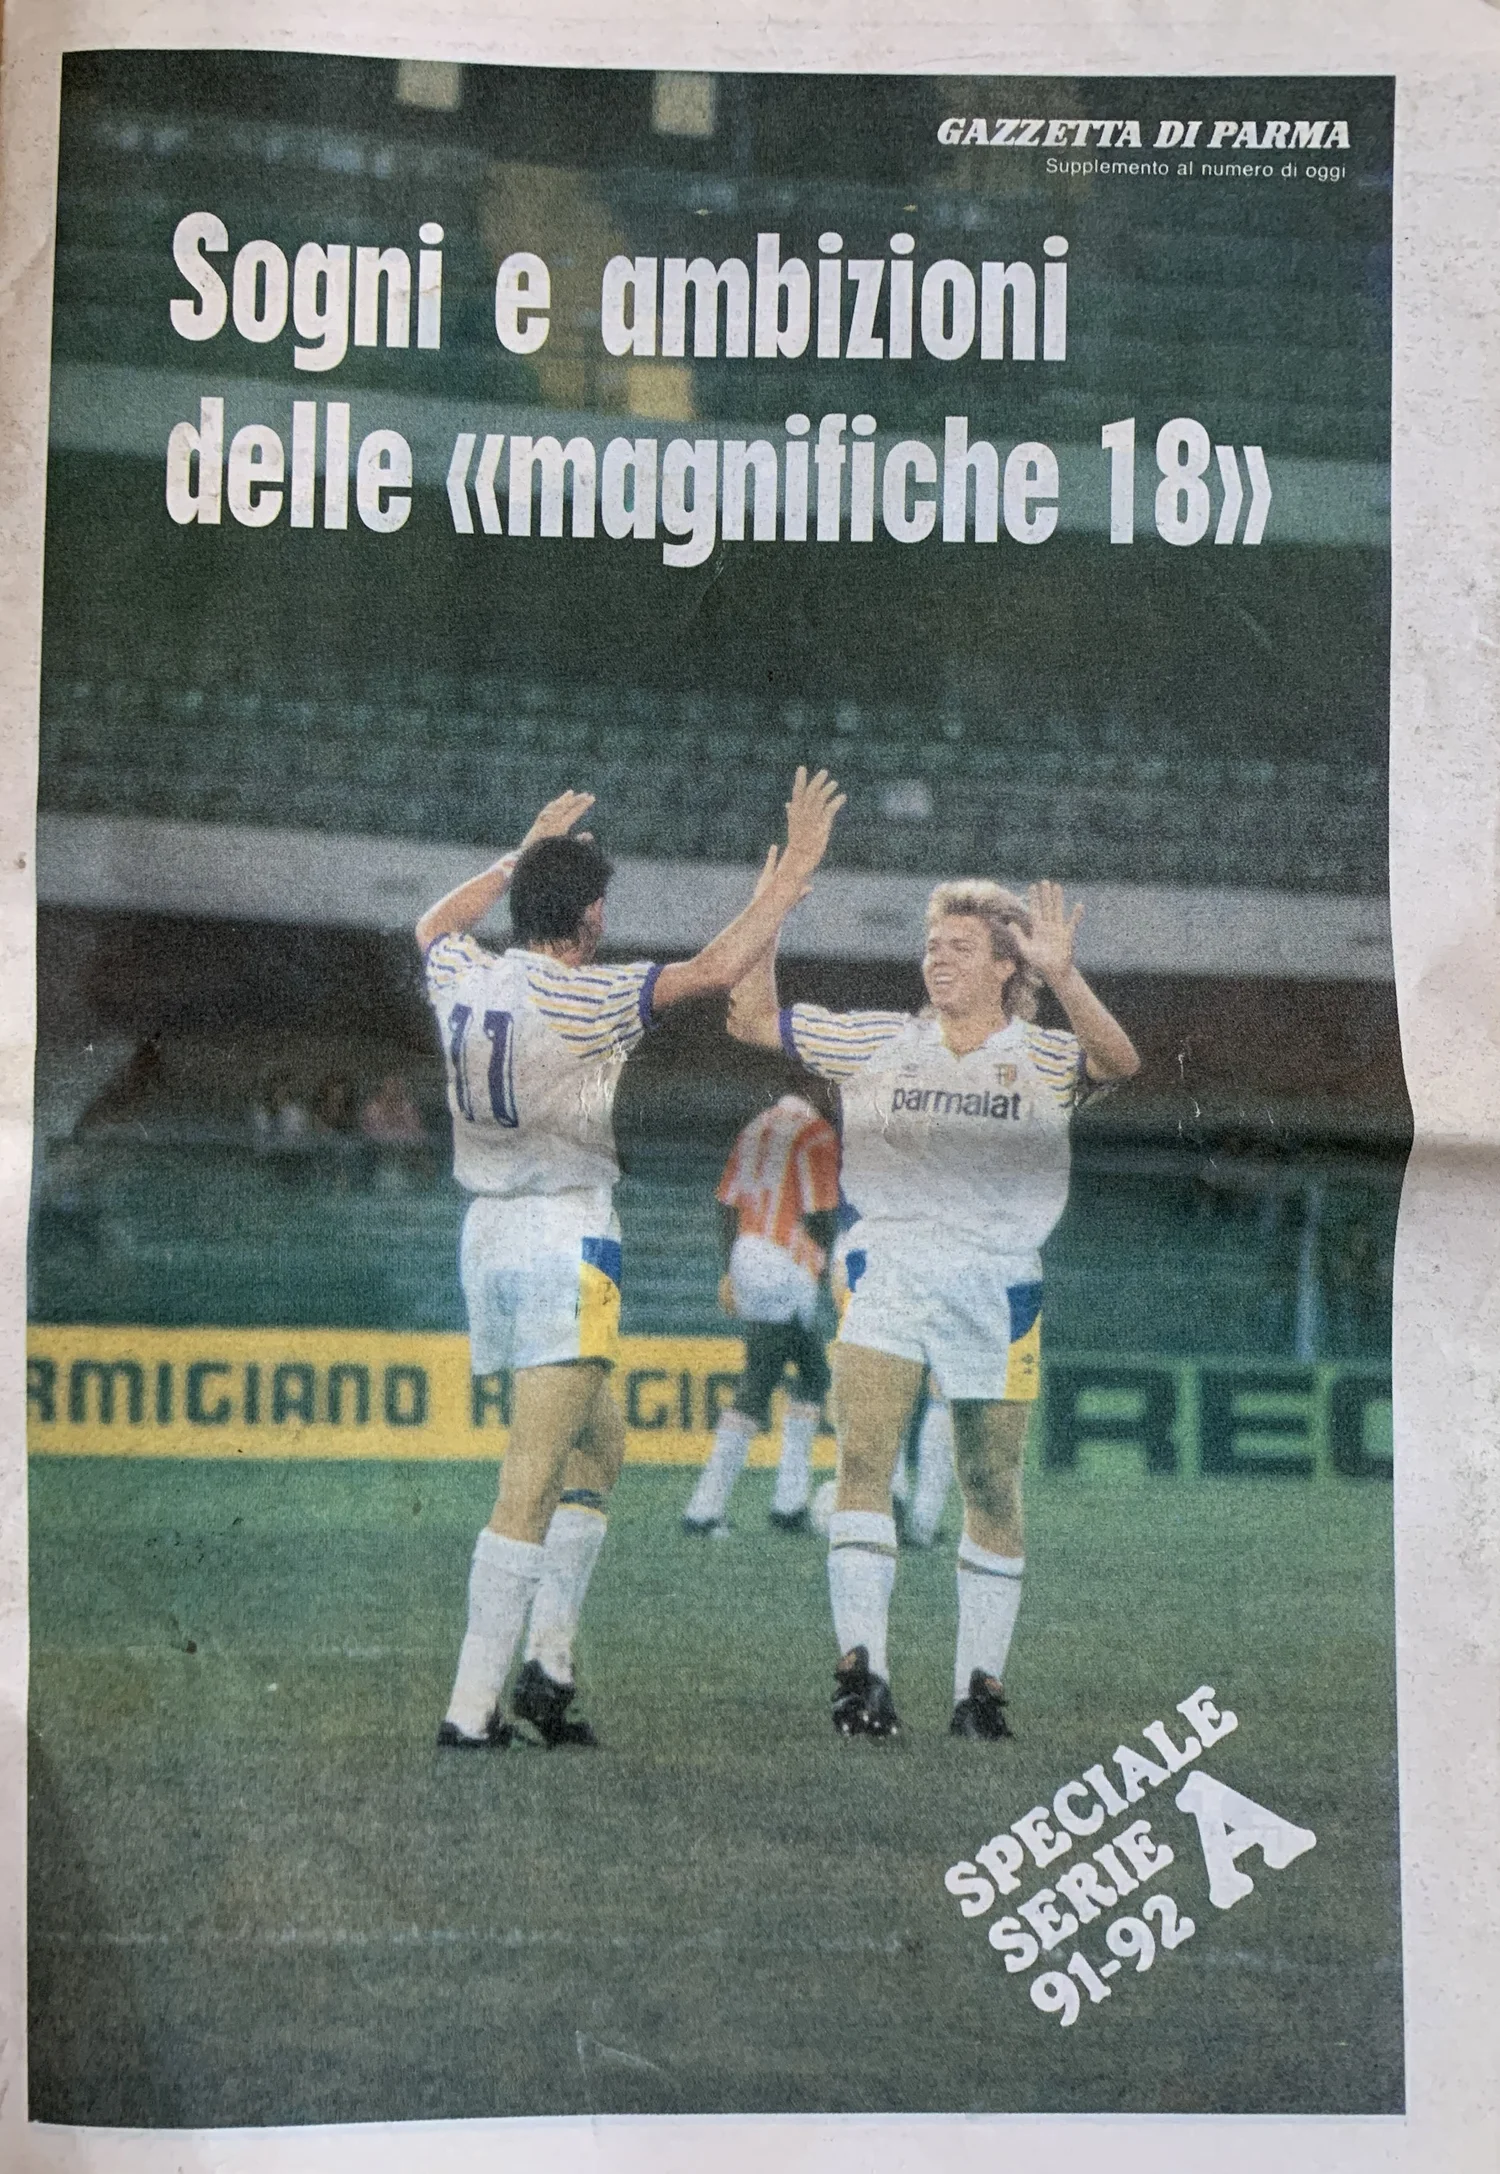 GAZZETTA DI PARMA
Supplemento al numero di oggi
Sogni e ambizioni
delle «magnifiche 18»
11
parmalat
RMIGIANO
REG
SPECIALE
SERIE A
91-92